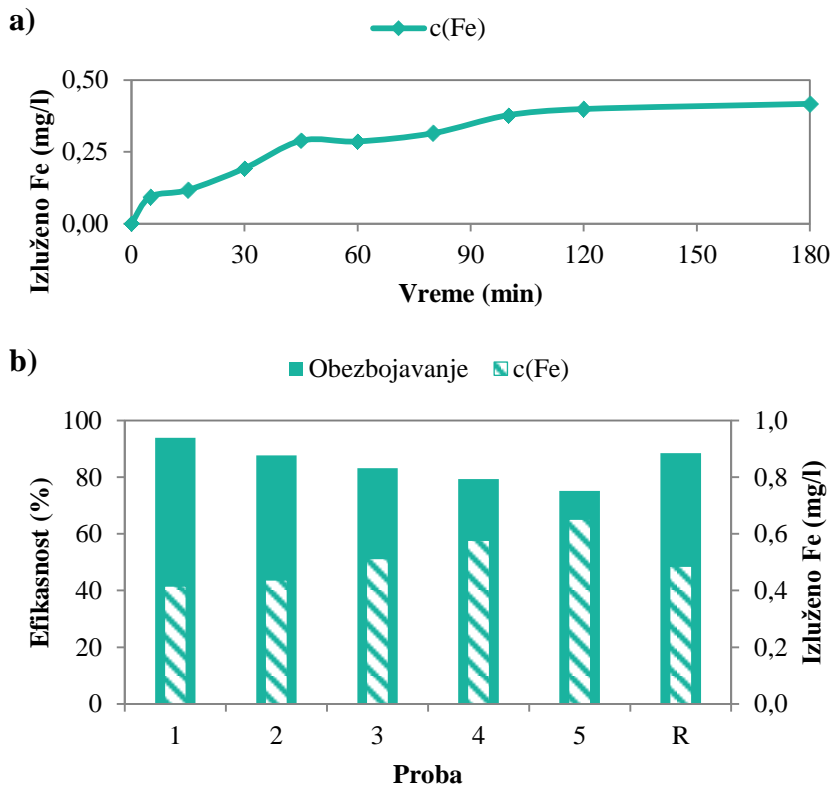 a)
c(Fe)
Izluženo Fe (mg/l)
0,50
0,25
0,00
0 30 60 90 120 150 180
Vreme (min)
b)
Obezbojavanje c(Fe)
Efikasnost (%)
100
80
60
40
20
0
1,0
0,8
0,6
0,4
0,2
0,0
Izluženo Fe (mg/l)
1 2 3 4 5 R
Proba